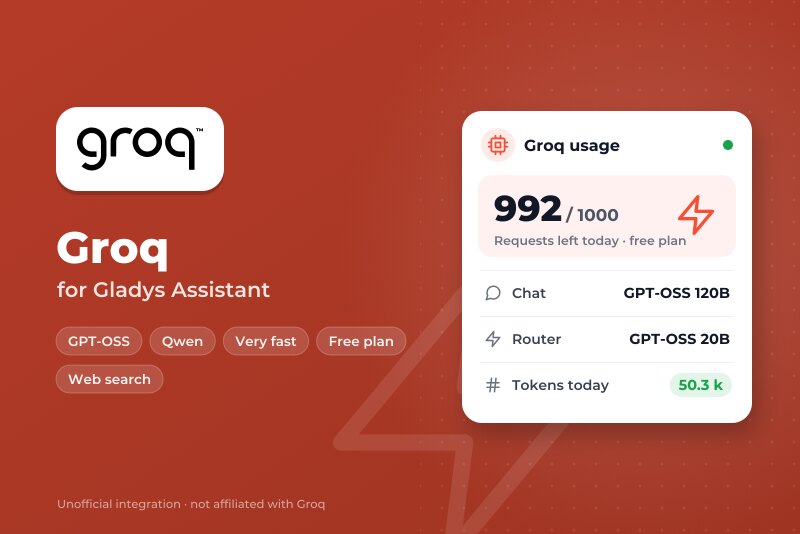 groq™
Groq
for Gladys Assistant
GPT-OSS
Qwen
Very fast
Free plan
Web search
Unofficial integration · not affiliated with Groq
Groq usage
992 / 1000
Requests left today · free plan
Chat GPT-OSS 120B
Router GPT-OSS 20B
Tokens today 50.3 k